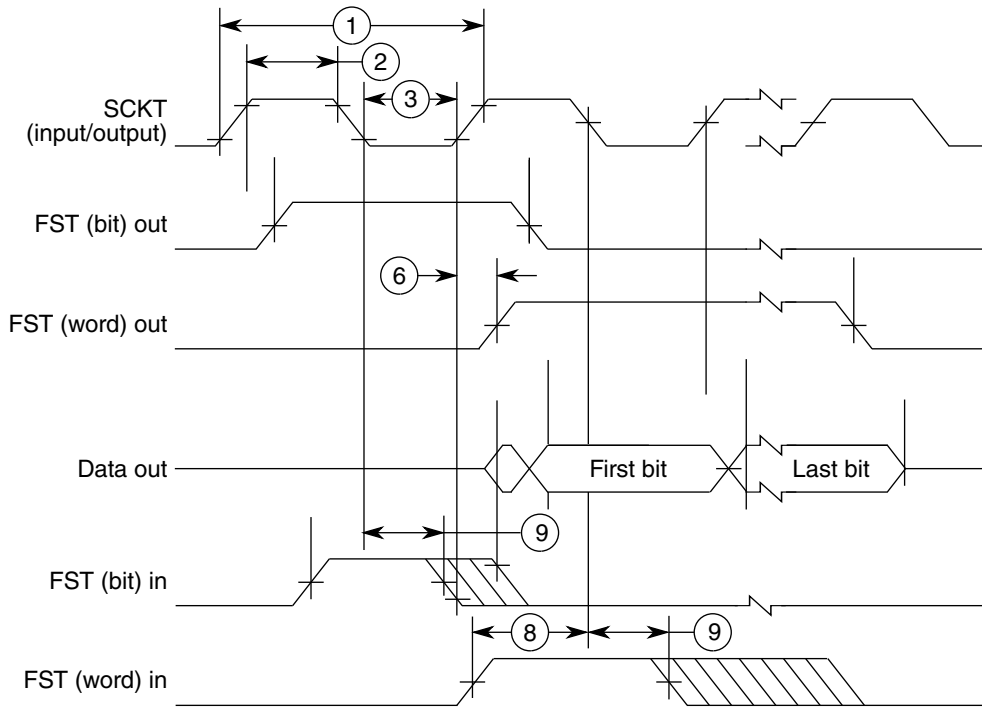 1
2
3
SCKT
(input/output)
FST (bit) out
6
FST (word) out
Data out
First bit
Last bit
9
FST (bit) in
8
9
FST (word) in